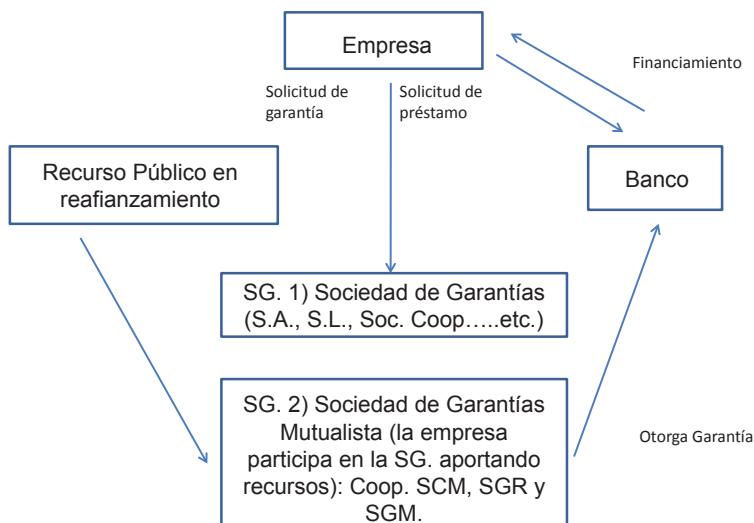 Empresa
Financiamiento
Solicitud de
garantía
Solicitud de
préstamo
Recurso Público en
reafianzamiento
Banco
SG. 1) Sociedad de Garantías
(S.A., S.L., Soc. Coop…..etc.)
SG. 2) Sociedad de Garantías
Mutualista (la empresa
participa en la SG. aportando
recursos): Coop. SCM, SGR y
SGM.
Otorga Garantía